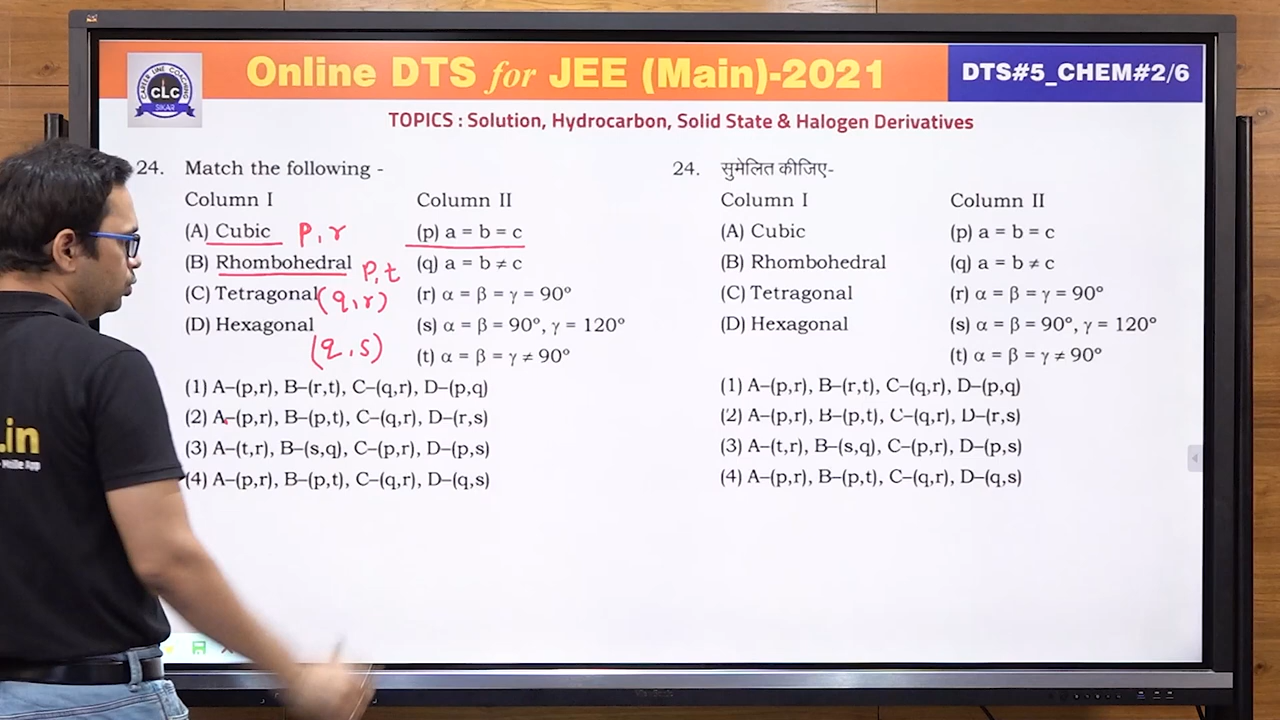 Online DTS for JEE (Main)-2021
DTS#5_CHEM#2/6
CAREER LINE COACHING
CLC
SIKAR
TOPICS : Solution, Hydrocarbon, Solid State & Halogen Derivatives
24. Match the following -
Column I Column II
(A) Cubic p, r (p) a = b = c
(B) Rhombohedral p, t (q) a = b ≠ c
(C) Tetragonal (q, r) (r) α = β = γ = 90°
(D) Hexagonal (q, s) (s) α = β = 90°, γ = 120°
(t) α = β = γ ≠ 90°
(1) A–(p,r), B–(r,t), C–(q,r), D–(p,q)
(2) A–(p,r), B–(p,t), C–(q,r), D–(r,s)
(3) A–(t,r), B–(s,q), C–(p,r), D–(p,s)
(4) A–(p,r), B–(p,t), C–(q,r), D–(q,s)
24. सुमेलित कीजिए-
Column I Column II
(A) Cubic (p) a = b = c
(B) Rhombohedral (q) a = b ≠ c
(C) Tetragonal (r) α = β = γ = 90°
(D) Hexagonal (s) α = β = 90°, γ = 120°
(t) α = β = γ ≠ 90°
(1) A–(p,r), B–(r,t), C–(q,r), D–(p,q)
(2) A–(p,r), B–(p,t), C–(q,r), D–(r,s)
(3) A–(t,r), B–(s,q), C–(p,r), D–(p,s)
(4) A–(p,r), B–(p,t), C–(q,r), D–(q,s)
.in
Mobile App